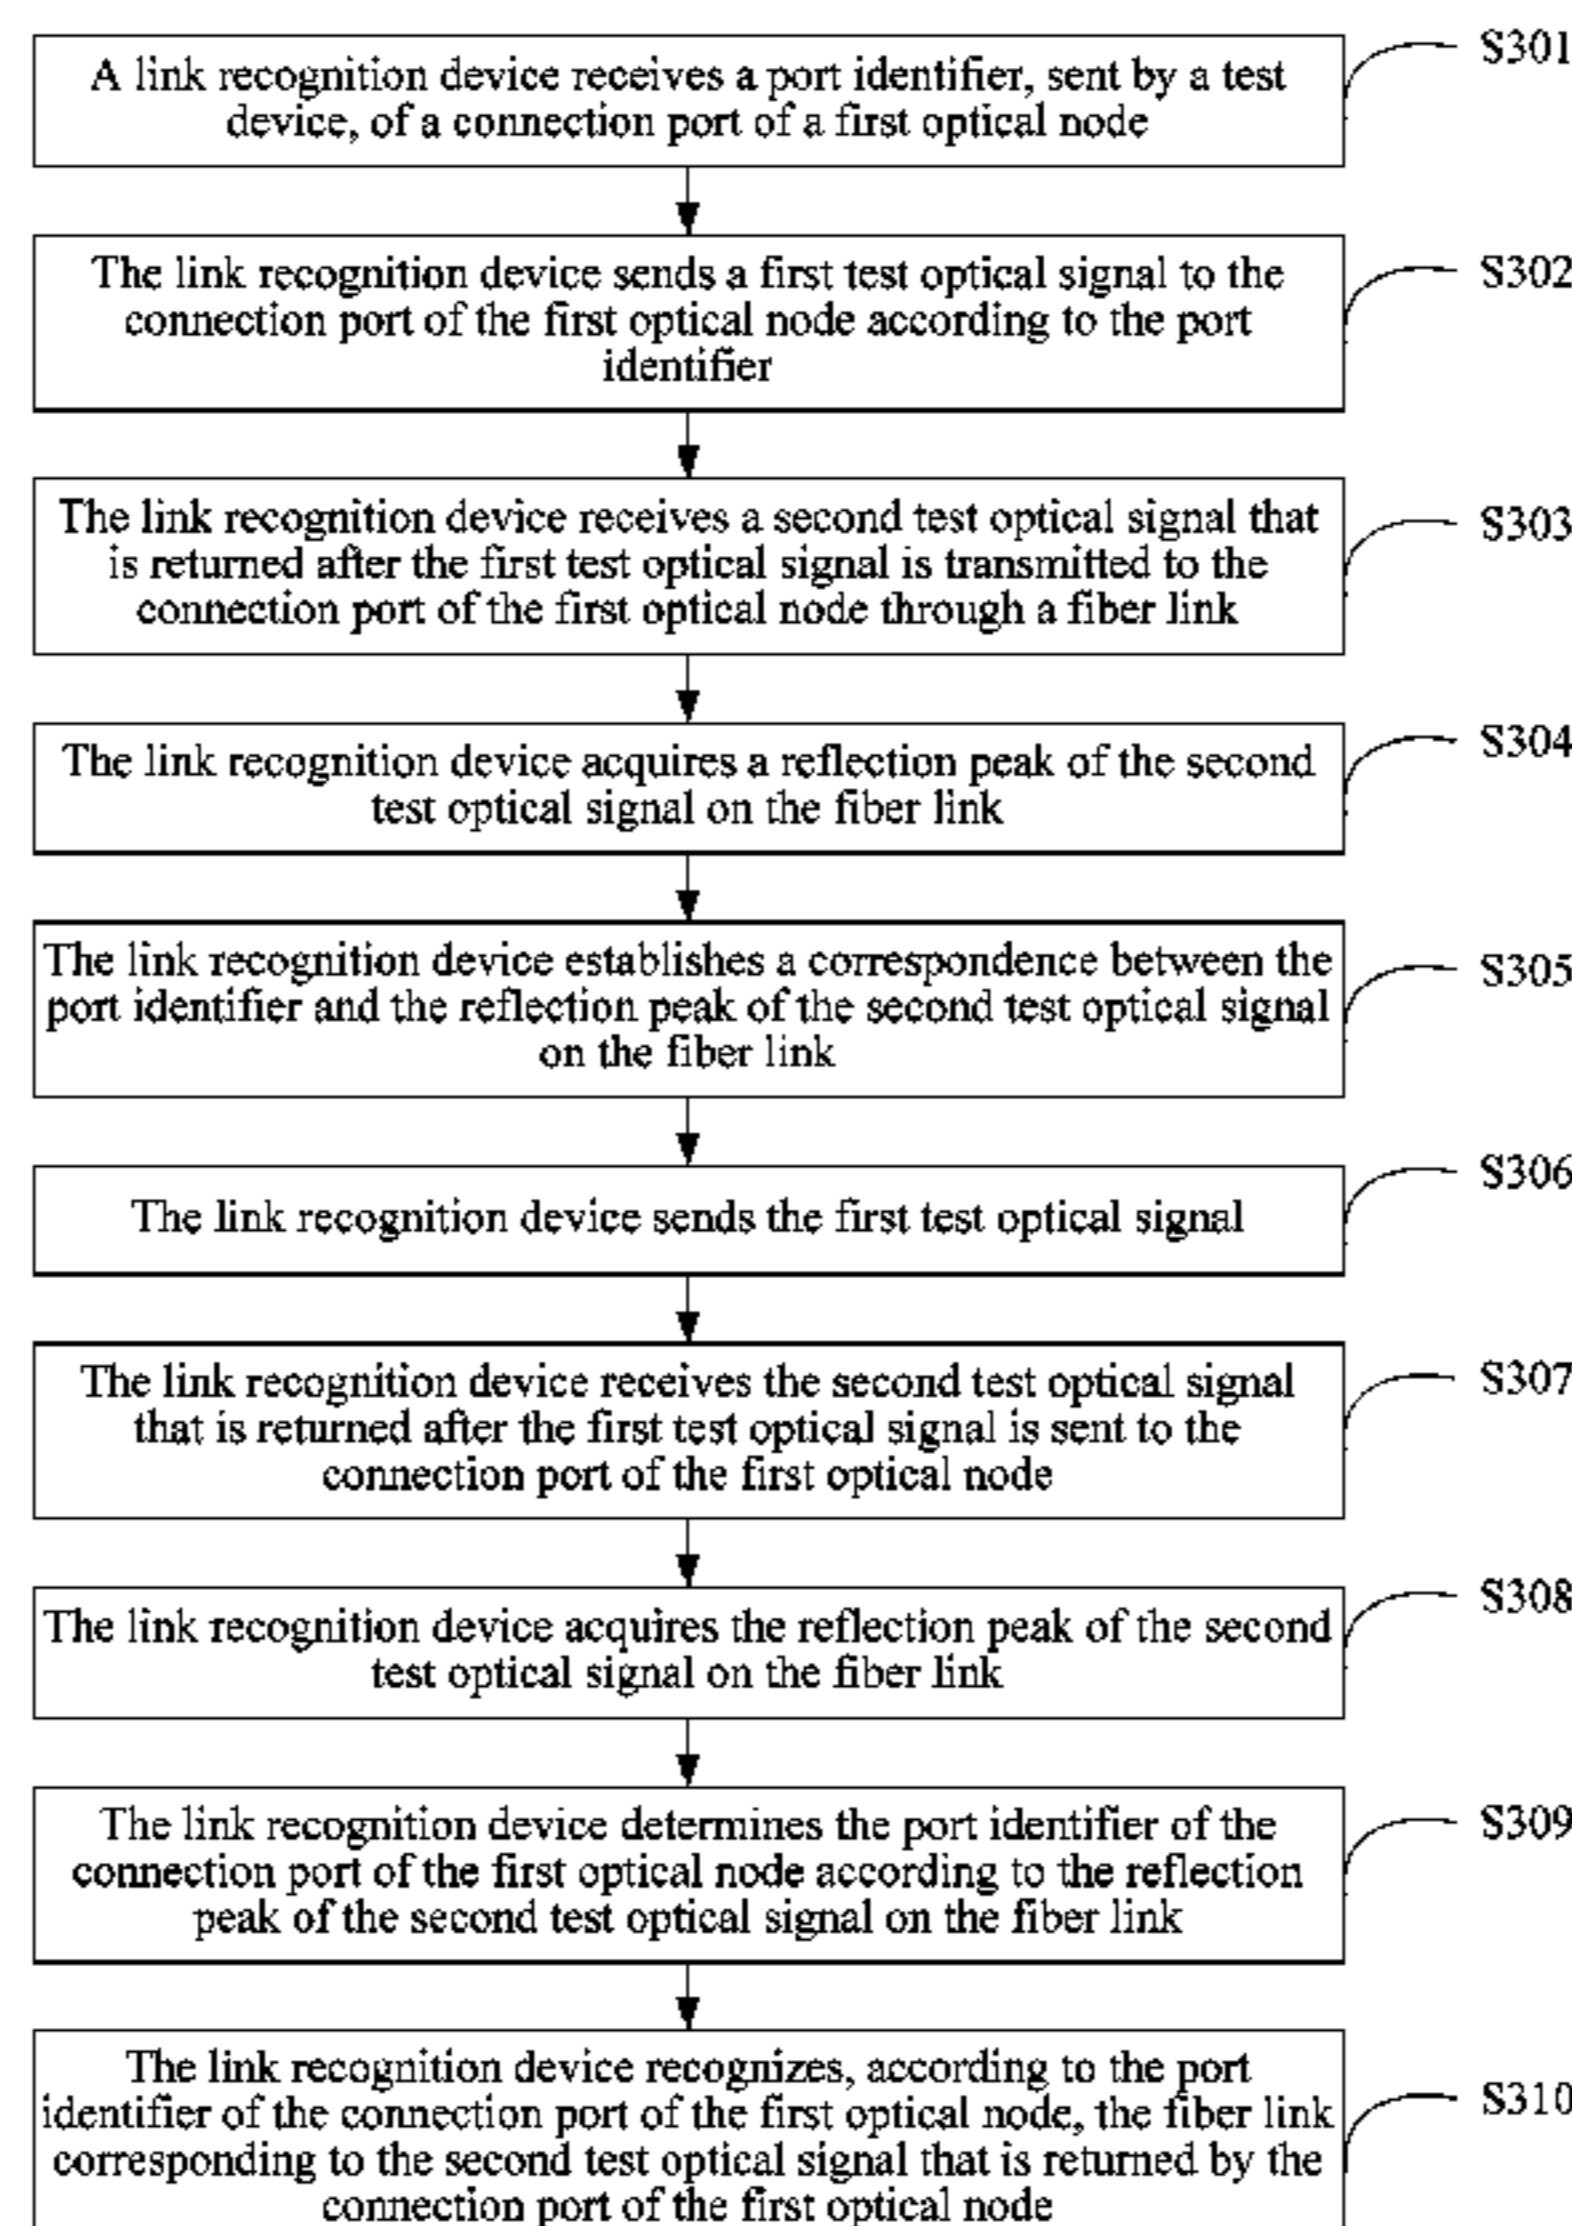 A link recognition device receives a port identifier, sent by a test
device, of a connection port of a first optical node
S301
The link recognition device sends a first test optical signal to the
connection port of the first optical node according to the port
identifier
S302
The link recognition device receives a second test optical signal that
is returned after the first test optical signal is transmitted to the
connection port of the first optical node through a fiber link
S303
The link recognition device acquires a reflection peak of the second
test optical signal on the fiber link
S304
The link recognition device establishes a correspondence between the
port identifier and the reflection peak of the second test optical signal
on the fiber link
S305
The link recognition device sends the first test optical signal
S306
The link recognition device receives the second test optical signal
that is returned after the first test optical signal is sent to the
connection port of the first optical node
S307
The link recognition device acquires the reflection peak of the second
test optical signal on the fiber link
S308
The link recognition device determines the port identifier of the
connection port of the first optical node according to the reflection
peak of the second test optical signal on the fiber link
S309
The link recognition device recognizes, according to the port
identifier of the connection port of the first optical node, the fiber link
corresponding to the second test optical signal that is returned by the
connection port of the first optical node
S310